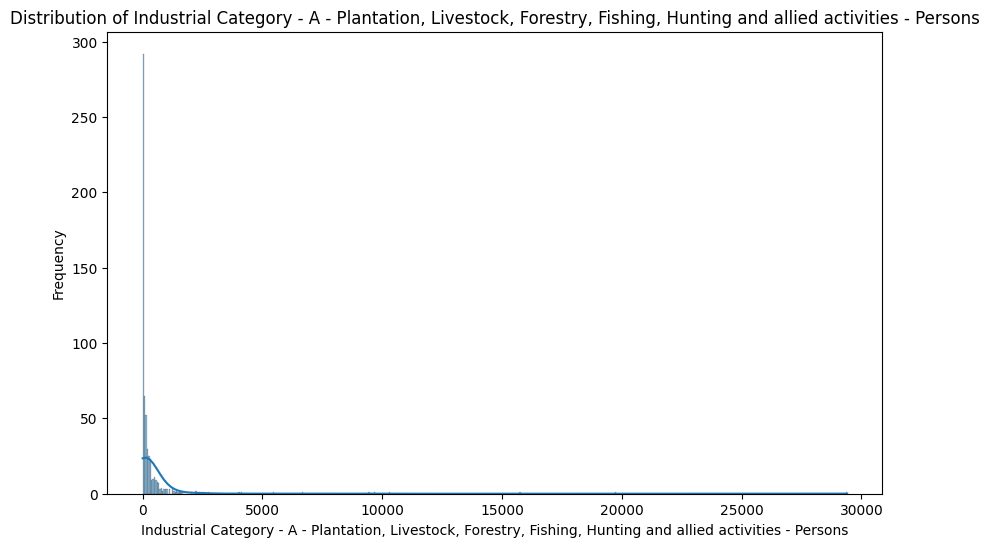 Distribution of Industrial Category - A - Plantation, Livestock, Forestry, Fishing, Hunting and allied activities - Persons
300
250
200
150
100
50
0
Frequency
0 5000 10000 15000 20000 25000 30000
Industrial Category - A - Plantation, Livestock, Forestry, Fishing, Hunting and allied activities - Persons